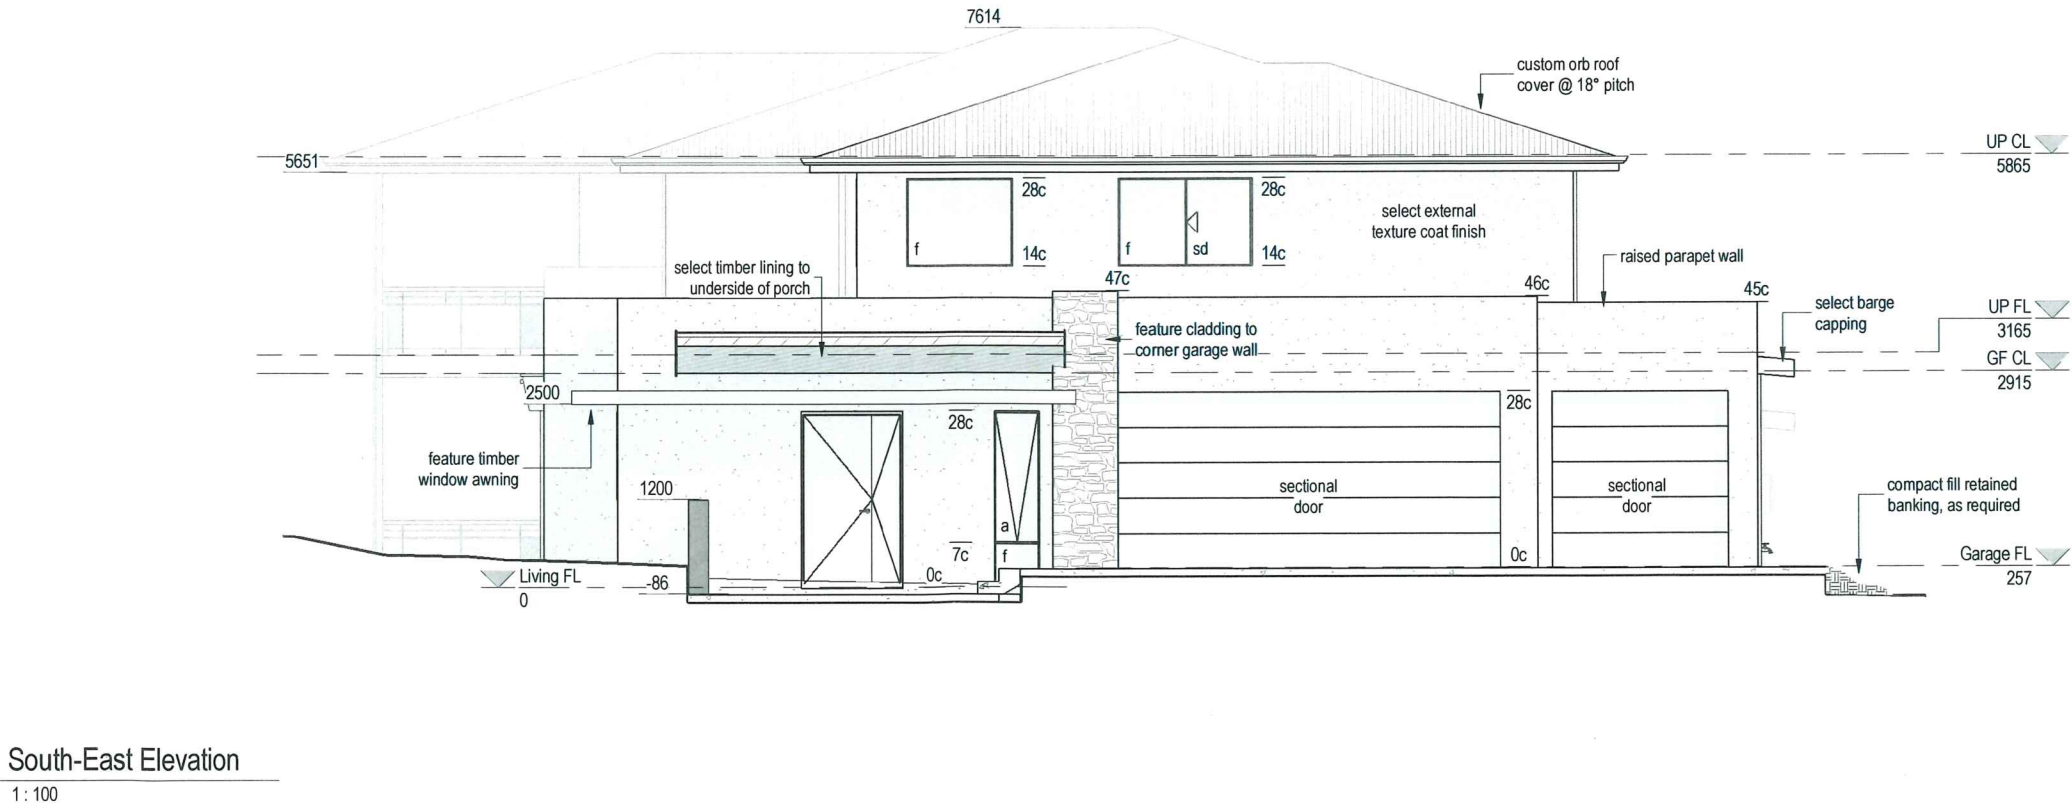 7614
custom orb roof
cover @ 18° pitch
UP CL
5865
5651
28c
28c
select external
texture coat finish
f
14c
f
sd
14c
select timber lining to
underside of porch
47c
46c
raised parapet wall
45c
select barge
capping
UP FL
3165
feature cladding to
corner garage wall
GF CL
2915
2500
28c
28c
feature timber
window awning
1200
sectional
door
sectional
door
compact fill retained
banking, as required
a
7c
f
0c
Garage FL
257
Living FL
0
-86
0c
South-East Elevation
1 : 100